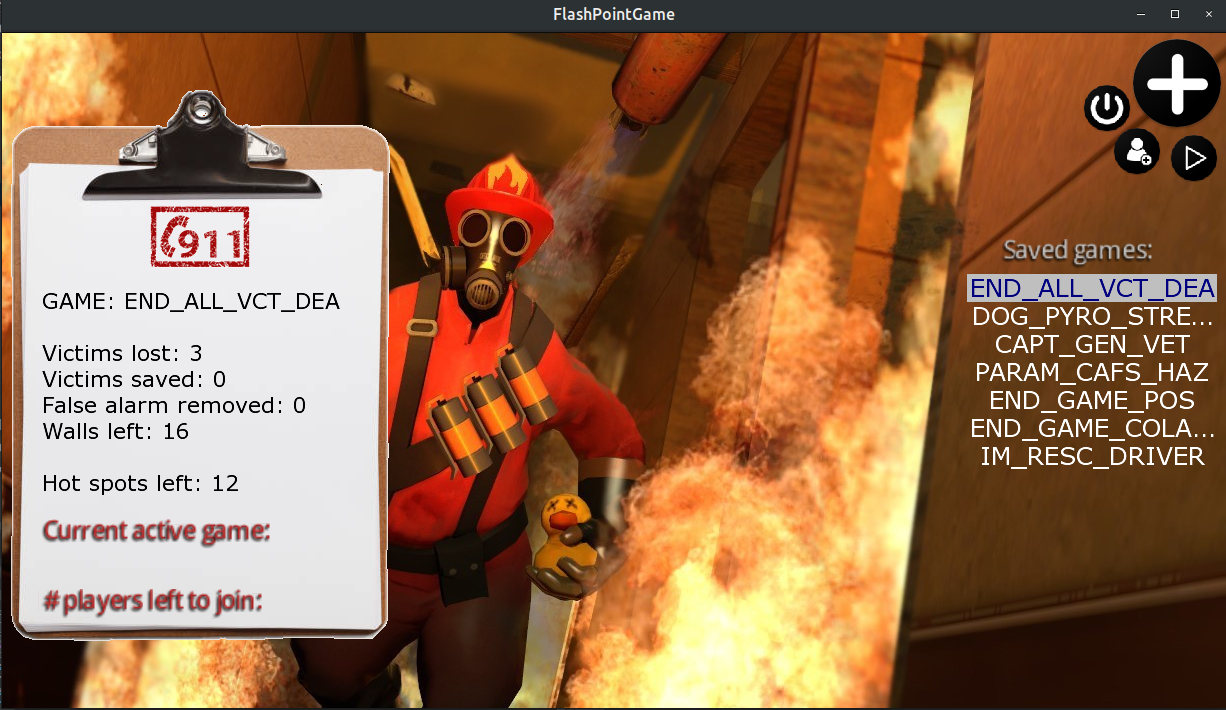 FlashPointGame
911
GAME: END_ALL_VCT_DEA
Victims lost: 3
Victims saved: 0
False alarm removed: 0
Walls left: 16
Hot spots left: 12
Current active game:
# players left to join:
Saved games:
END_ALL_VCT_DEA
DOG_PYRO_STRE...
CAPT_GEN_VET
PARAM_CAFS_HAZ
END_GAME_POS
END_GAME_COLA...
IM_RESC_DRIVER